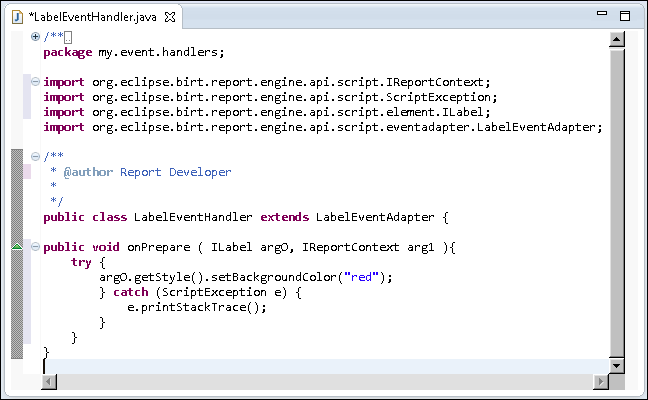 *LabelEventHandler.java
/**
package my.event.handlers;
import org.eclipse.birt.report.engine.api.script.IReportContext;
import org.eclipse.birt.report.engine.api.script.ScriptException;
import org.eclipse.birt.report.engine.api.script.element.ILabel;
import org.eclipse.birt.report.engine.api.script.eventadapter.LabelEventAdapter;
/**
* @author Report Developer
*
*/
public class LabelEventHandler extends LabelEventAdapter {
public void onPrepare ( ILabel arg0, IReportContext arg1 ){
try {
arg0.getStyle().setBackgroundColor("red");
} catch (ScriptException e) {
e.printStackTrace();
}
}
}